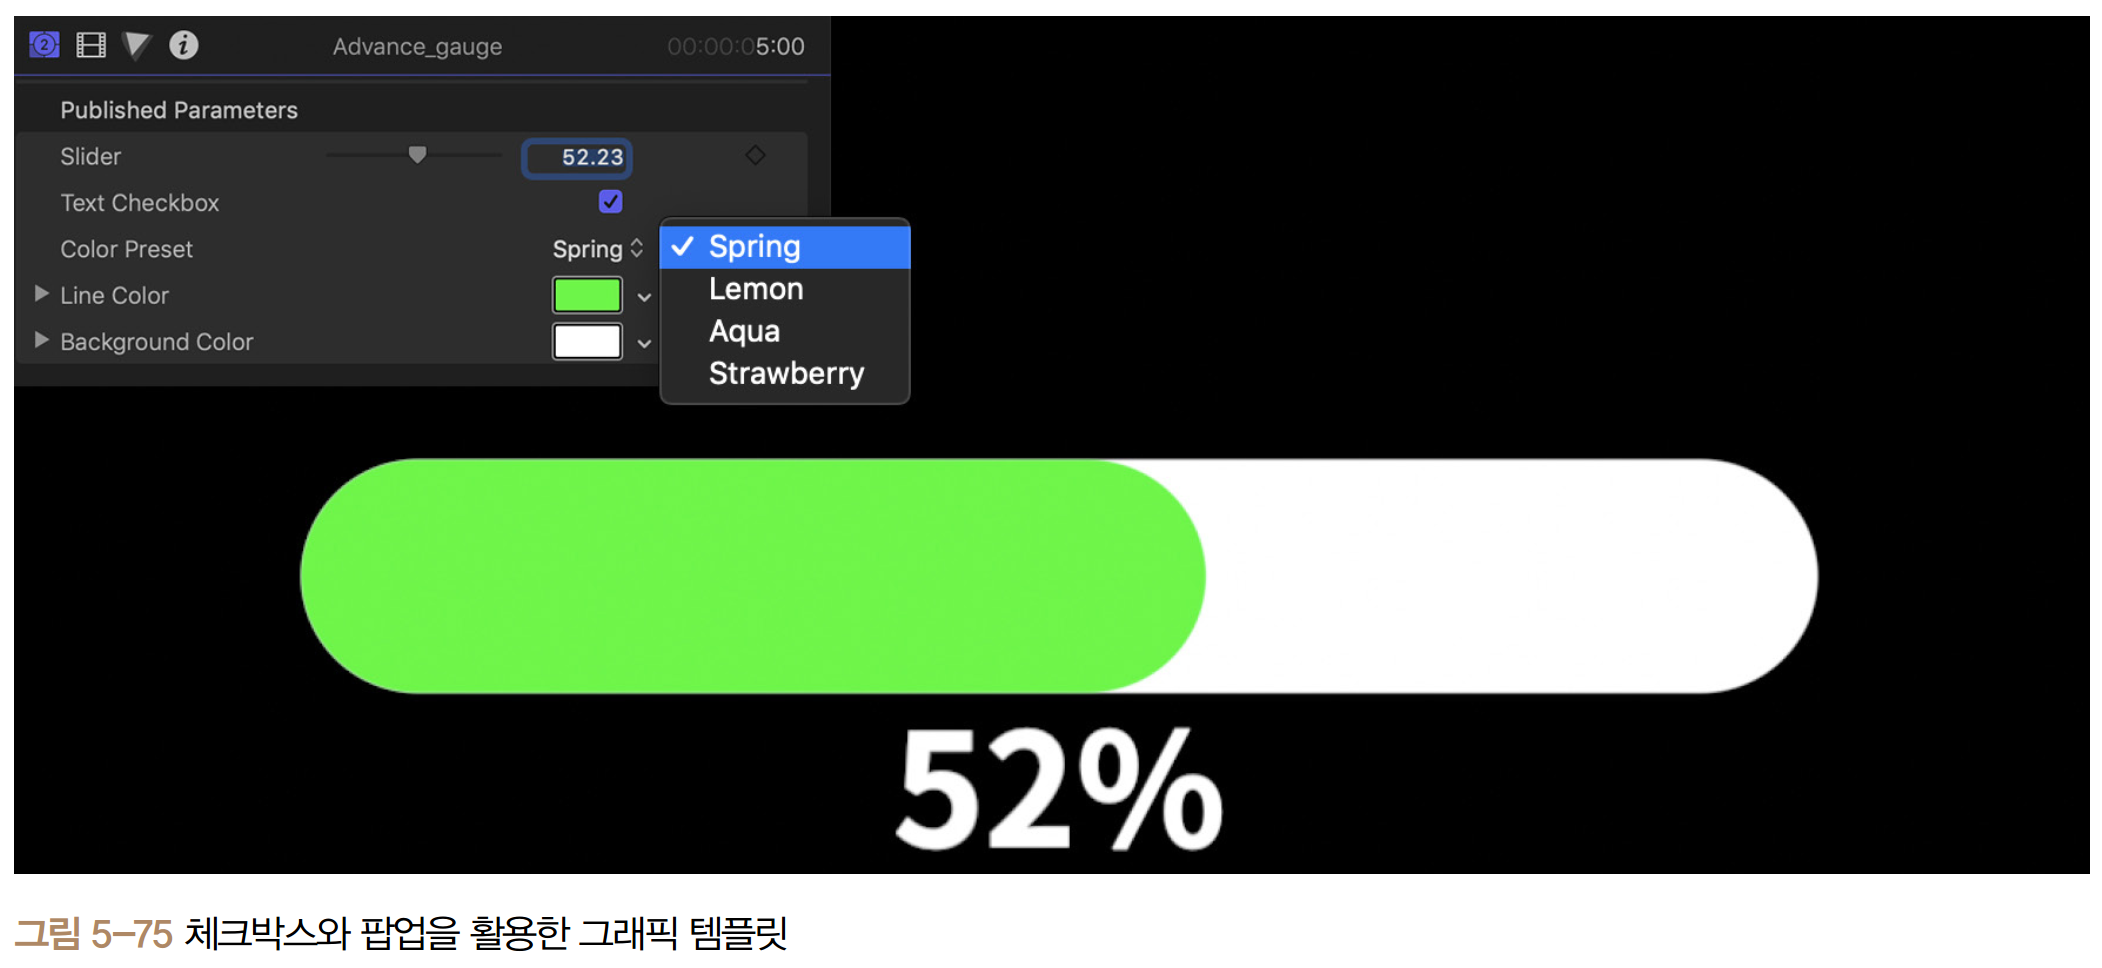 2 i Advance_gauge 00:00:05:00
Published Parameters
Slider 52.23
Text Checkbox
Color Preset Spring
Line Color
Background Color
Spring
Lemon
Aqua
Strawberry
52%
그림 5-75 체크박스와 팝업을 활용한 그래픽 템플릿